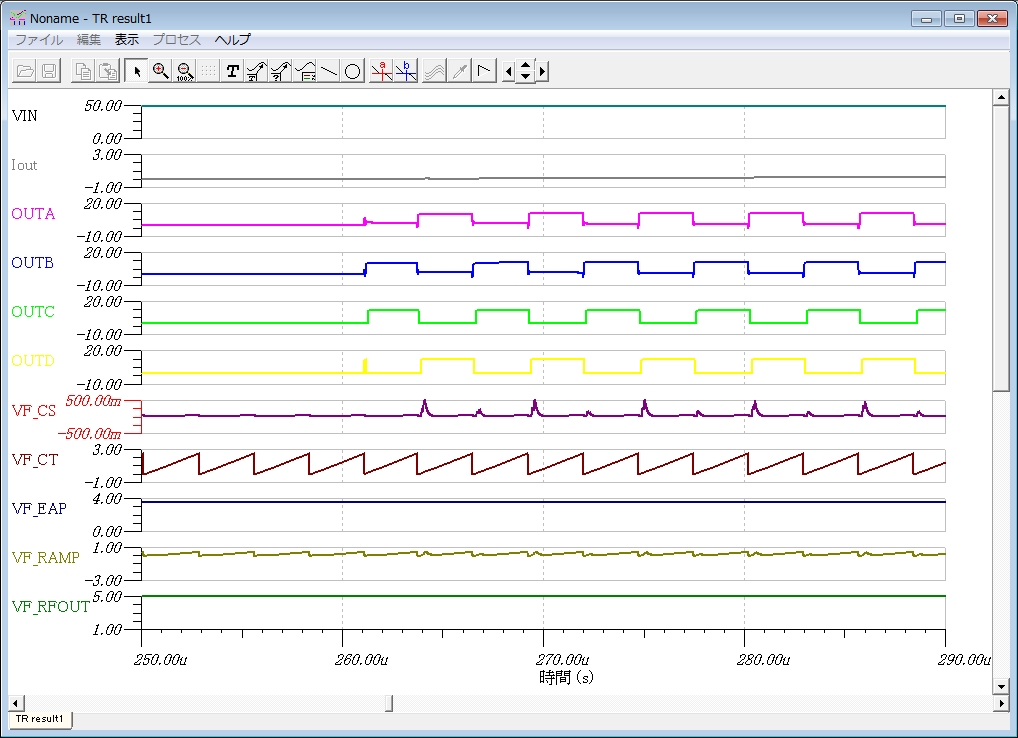 Noname - TR result1
ファイル 編集 表示 プロセス ヘルプ
100%
T
T
?
a
b
VIN
50.00
0.00
Iout
3.00
-1.00
OUTA
20.00
-10.00
OUTB
20.00
-10.00
OUTC
20.00
-10.00
OUTD
20.00
-10.00
VF_CS
500.00m
-500.00m
VF_CT
3.00
-1.00
VF_EAP
4.00
0.00
VF_RAMP
1.00
-3.00
VF_RFOUT
5.00
1.00
250.00u 260.00u 270.00u 280.00u 290.00u
時間(s)
TR result1